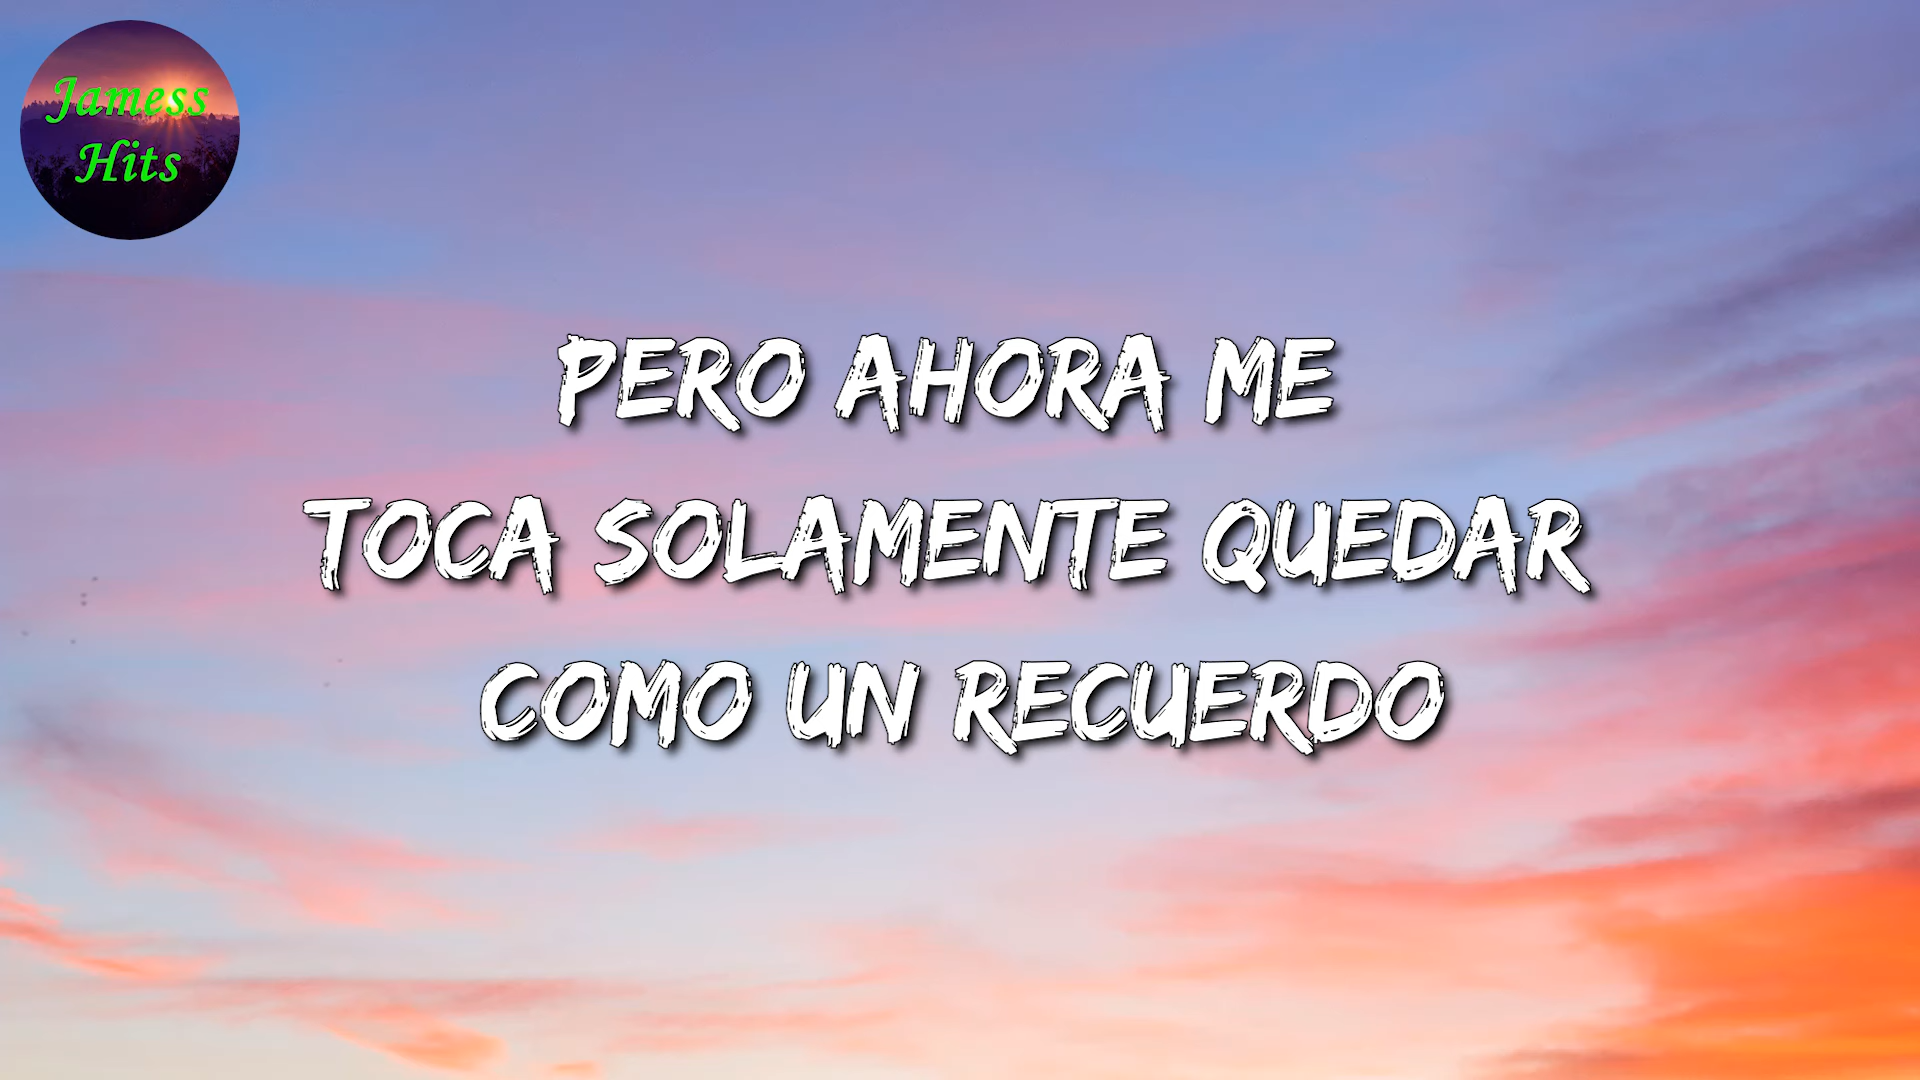 Jamess
Hits
PERO AHORA ME
TOCA SOLAMENTE QUEDAR
COMO UN RECUERDO